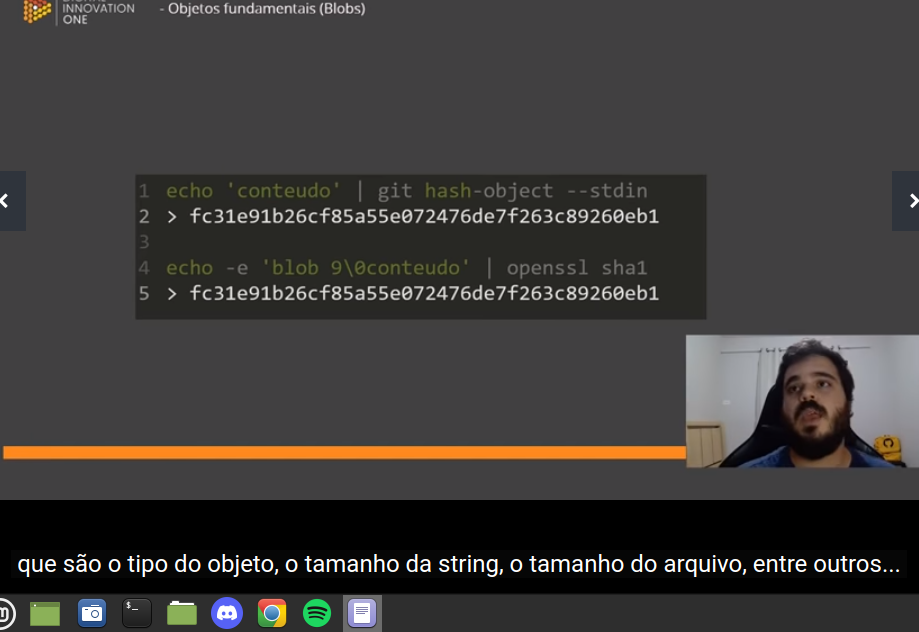 INNOVATION
ONE
- Objetos fundamentais (Blobs)
1 echo 'conteudo' | git hash-object --stdin
2 > fc31e91b26cf85a55e072476de7f263c89260eb1
3
4 echo -e 'blob 9\0conteudo' | openssl sha1
5 > fc31e91b26cf85a55e072476de7f263c89260eb1
que são o tipo do objeto, o tamanho da string, o tamanho do arquivo, entre outros...